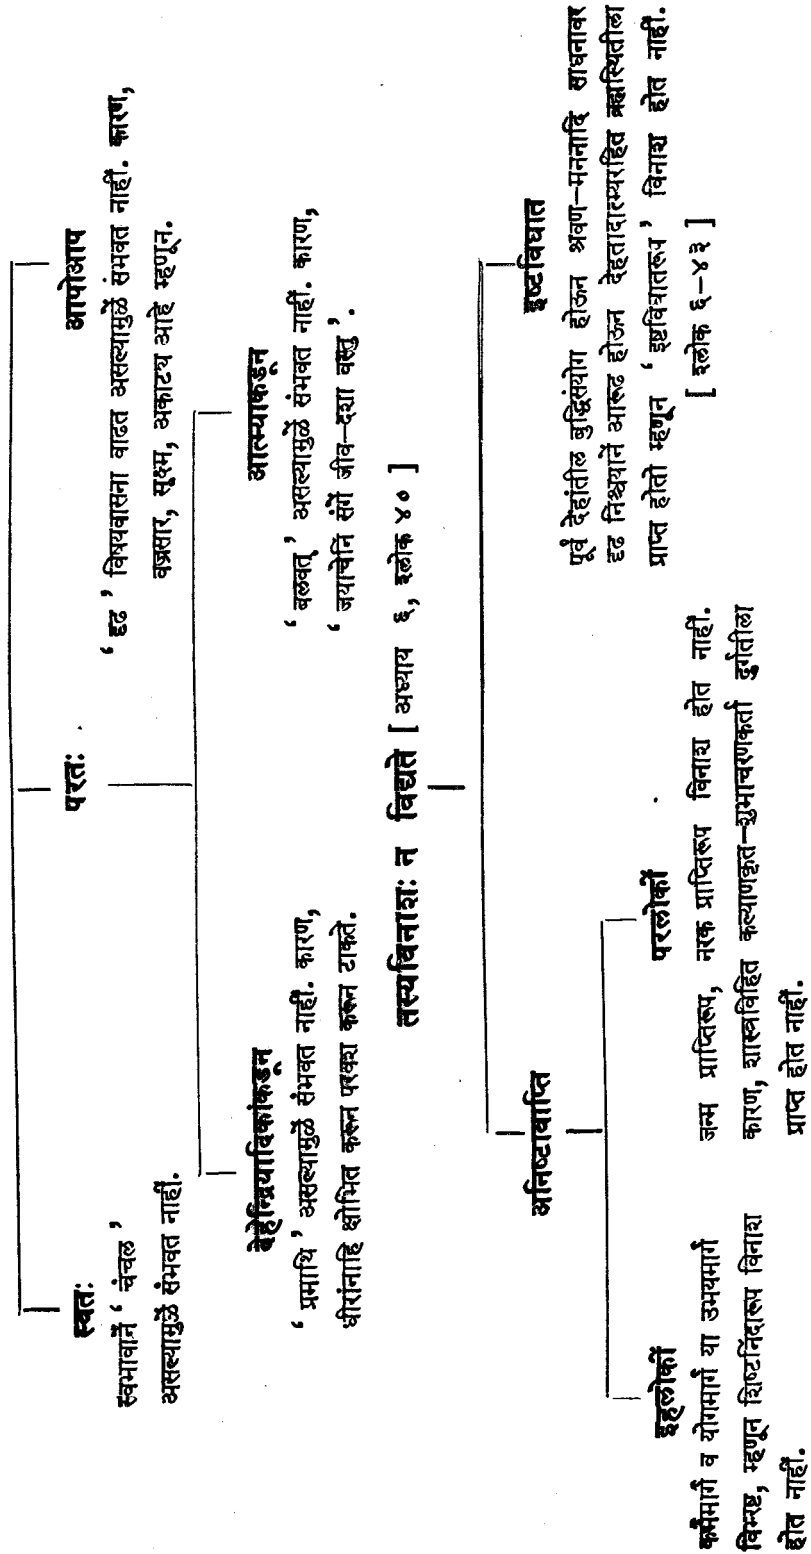 स्वतः
स्वभावानें ‘ चंचल ’
असल्यामुळें संभवत नाहीं.
परतः
आपोआप
‘ दृढ ’ विषयवासना वाढत असल्यामुळें संभवत नाहीं. कारण,
वज्रसार, सूक्ष्म, अकाट्य आहे म्हणून.
देहेन्द्रियादिकांकडून
‘ प्रमाथि ’ असल्यामुळें संभवत नाहीं. कारण,
धीरांनाहि क्षोभित करून परवश करून टाकते.
आत्म्याकडून
‘ बलवत् ’ असल्यामुळें संभवत नाहीं. कारण,
‘ जयाचेनि संगें जीव–दशा वस्तु ’.
तस्यविनाशः न विद्यते [ अध्याय ६, श्लोक ४० ]
अनिष्टावाप्ति
इहलोकीं
कर्ममार्ग व योगमार्ग या उभयमार्ग
विभ्रष्ट, म्हणून शिष्टनिंदारूप विनाश
होत नाहीं.
परलोकीं
जन्म प्राप्तिरूप, नरक प्राप्तिरूप विनाश होत नाहीं.
कारण, शास्त्रविहित कल्याणकृत–शुभाचरणकर्ता दुर्गतीला
प्राप्त होत नाहीं.
इष्टविघात
पूर्व देहांतील बुद्धिसंयोग होऊन श्रवण–मननादि साधनावर
दृढ निश्चयानें आरूढ होऊन देहतादात्म्यरहित ब्रह्मस्थितीला
प्राप्त होतो म्हणून ‘ इष्टविघातरूप ’ विनाश होत नाहीं.
[ श्लोक ६–४३ ]